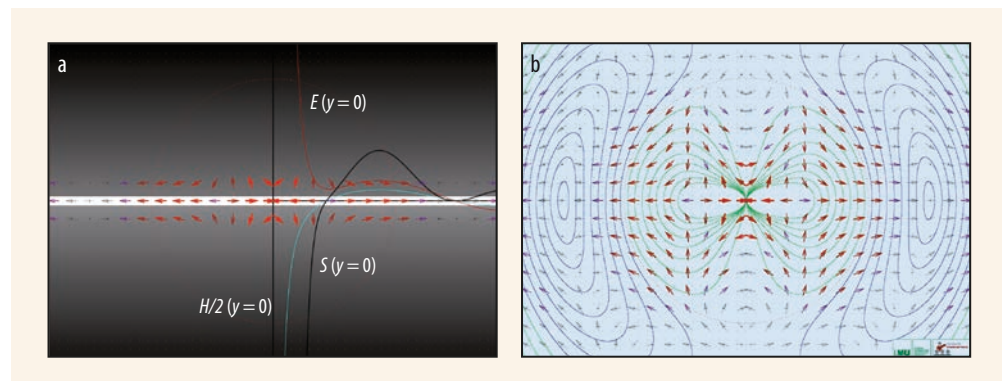 a
E (y = 0)
S (y = 0)
H/2 (y = 0)
b